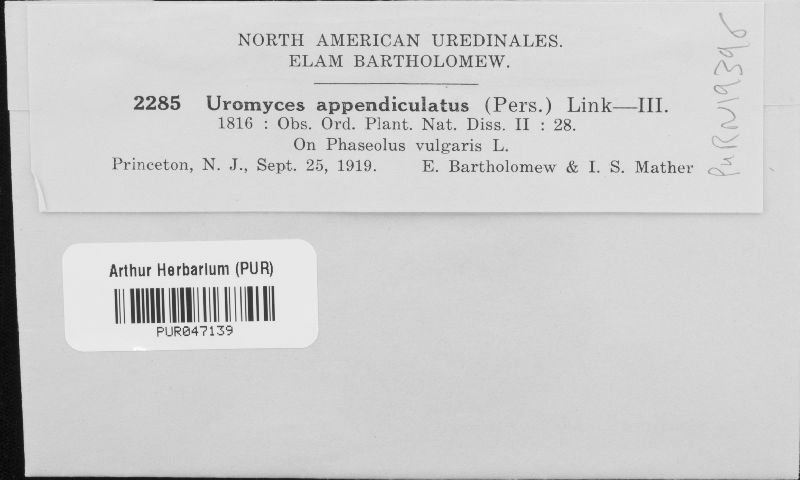 NORTH AMERICAN UREDINALES.
ELAM BARTHOLOMEW.
2285 Uromyces appendiculatus (Pers.) Link—III.
1816 : Obs. Ord. Plant. Nat. Diss. II : 28.
On Phaseolus vulgaris L.
Princeton, N. J., Sept. 25, 1919. E. Bartholomew & I. S. Mather
PURN19395
Arthur Herbarium (PUR)
PUR047139